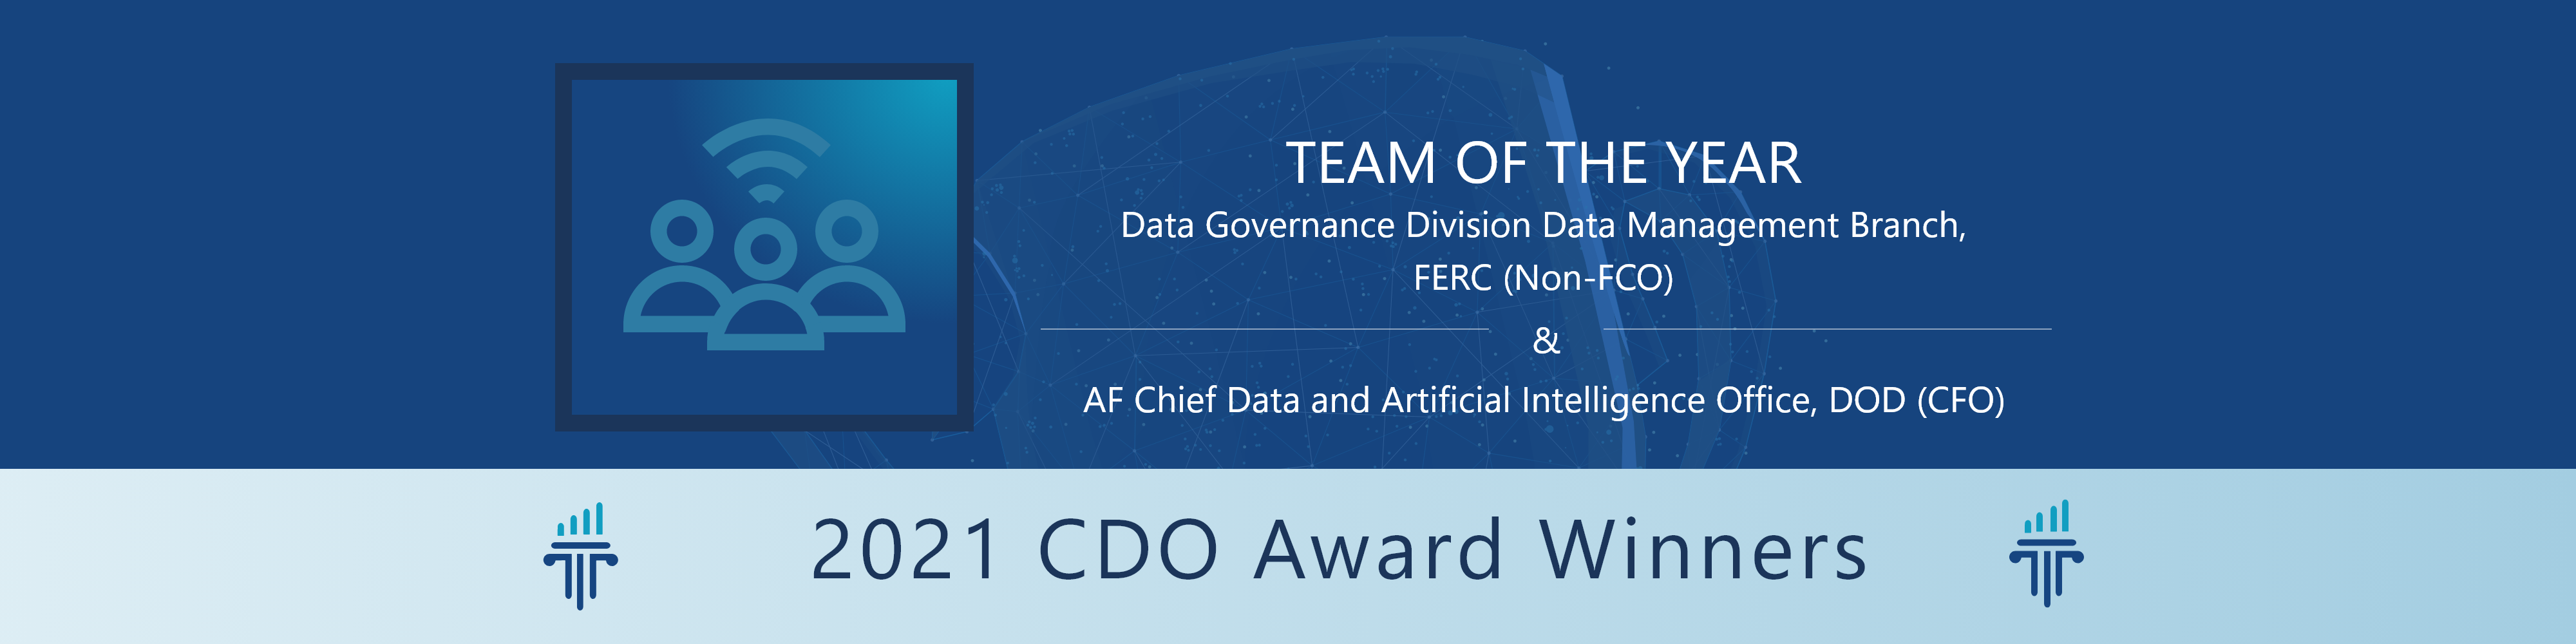 TEAM OF THE YEAR
Data Governance Division Data Management Branch,
FERC (Non-FCO)
&
AF Chief Data and Artificial Intelligence Office, DOD (CFO)
2021 CDO Award Winners